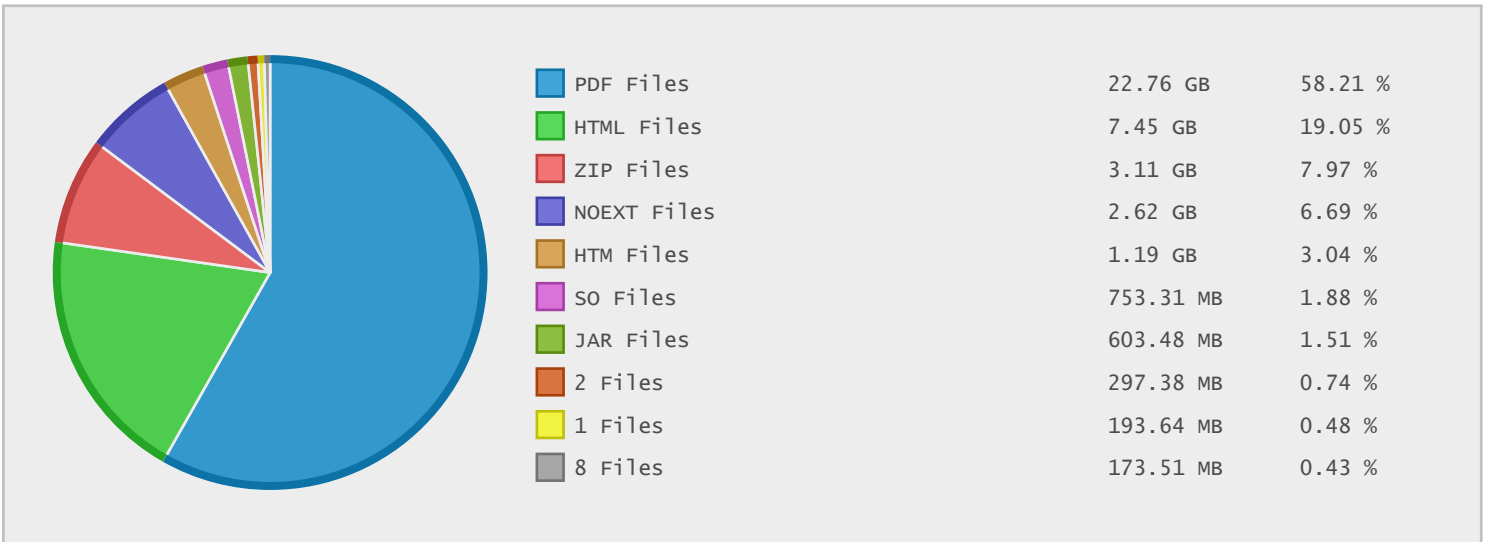 PDF Files 22.76 GB 58.21 %
HTML Files 7.45 GB 19.05 %
ZIP Files 3.11 GB 7.97 %
NOEXT Files 2.62 GB 6.69 %
HTM Files 1.19 GB 3.04 %
SO Files 753.31 MB 1.88 %
JAR Files 603.48 MB 1.51 %
2 Files 297.38 MB 0.74 %
1 Files 193.64 MB 0.48 %
8 Files 173.51 MB 0.43 %